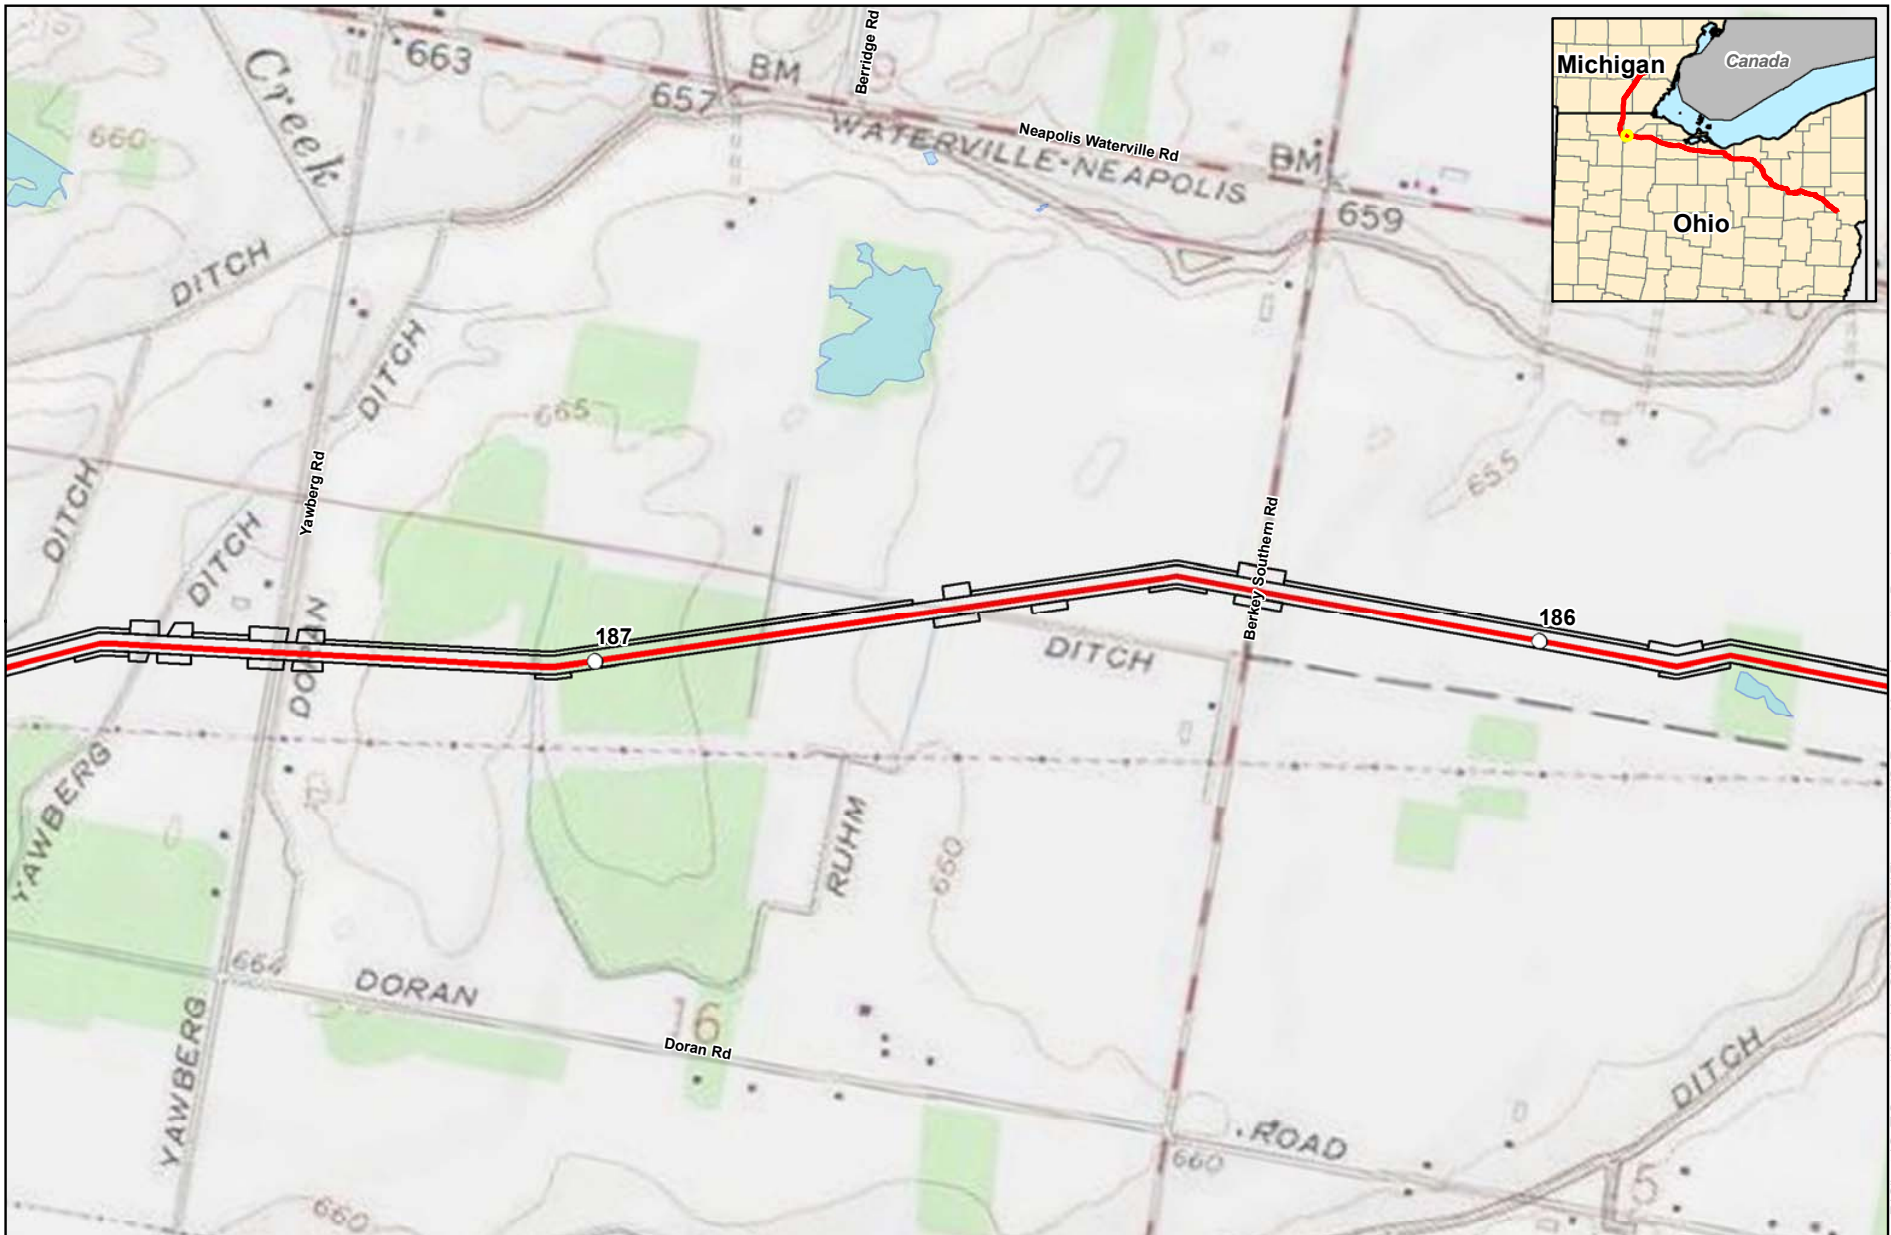 663
BM
657
Berridge Rd
Creek
660
WATERVILLE-NEAPOLIS
Neapolis Waterville Rd
BM
659
Michigan
Canada
Ohio
DITCH
DITCH
665
655
DITCH
DITCH
Yawberg Rd
DORAN
187
Berkey Southern Rd
186
DITCH
YAWBERG
RUHM
660
664
DORAN
16
Doran Rd
YAWBERG
DITCH
ROAD
660
15
660